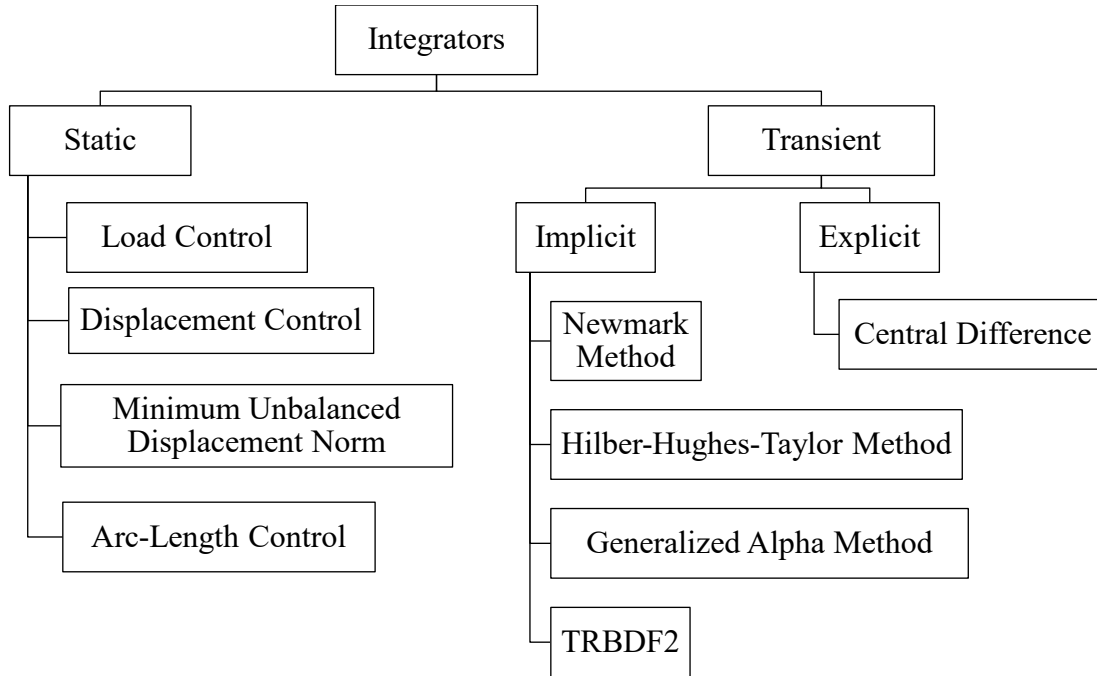 Integrators
Static
Transient
Load Control
Displacement Control
Minimum Unbalanced
Displacement Norm
Arc-Length Control
Implicit
Explicit
Newmark
Method
Hilber-Hughes-Taylor Method
Generalized Alpha Method
TRBDF2
Central Difference